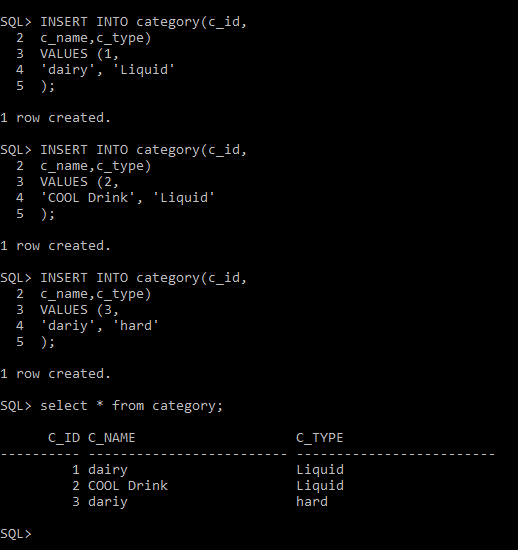 SQL> INSERT INTO category(c_id,
  2  c_name,c_type)
  3  VALUES (1,
  4  'dairy', 'Liquid'
  5  );
1 row created.
SQL> INSERT INTO category(c_id,
  2  c_name,c_type)
  3  VALUES (2,
  4  'COOL Drink', 'Liquid'
  5  );
1 row created.
SQL> INSERT INTO category(c_id,
  2  c_name,c_type)
  3  VALUES (3,
  4  'dariy', 'hard'
  5  );
1 row created.
SQL> select * from category;
      C_ID C_NAME                    C_TYPE
---------- ------------------------- -------------------------
         1 dairy                     Liquid
         2 COOL Drink                Liquid
         3 dariy                     hard
SQL>